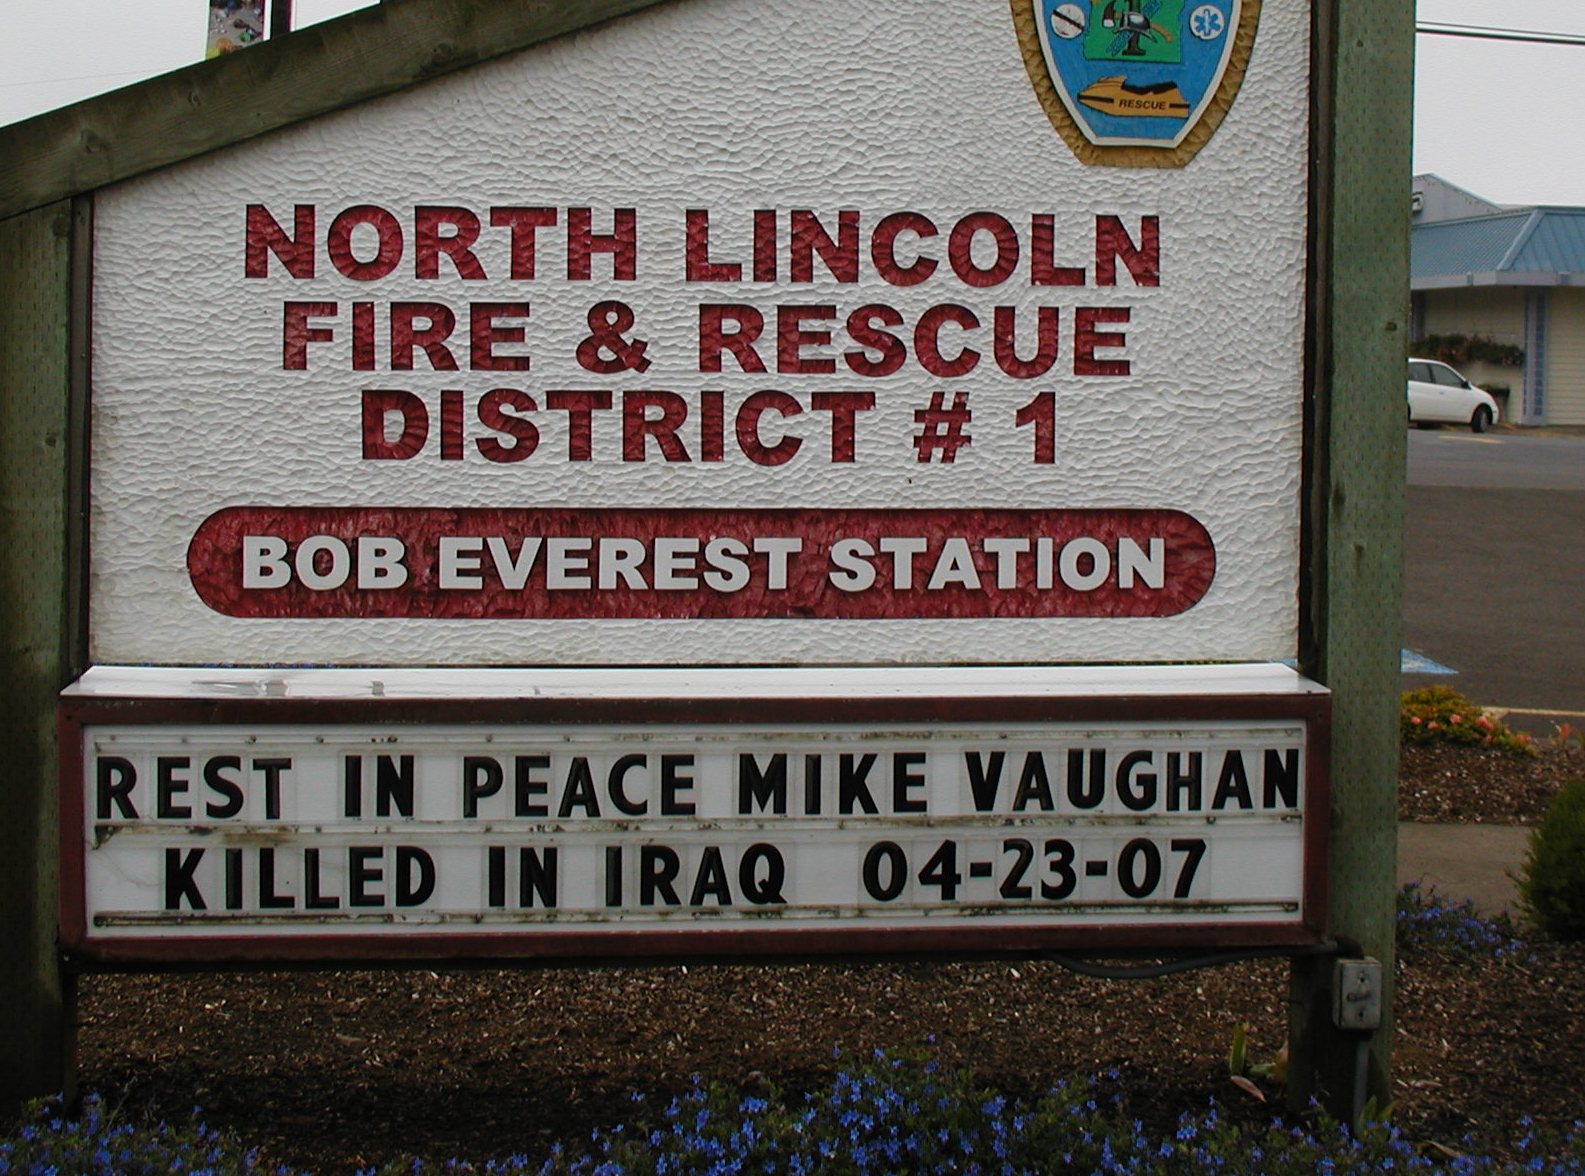 RESCUE
NORTH LINCOLN
FIRE & RESCUE
DISTRICT # 1
BOB EVEREST STATION
REST IN PEACE MIKE VAUGHAN
KILLED IN IRAQ 04-23-07